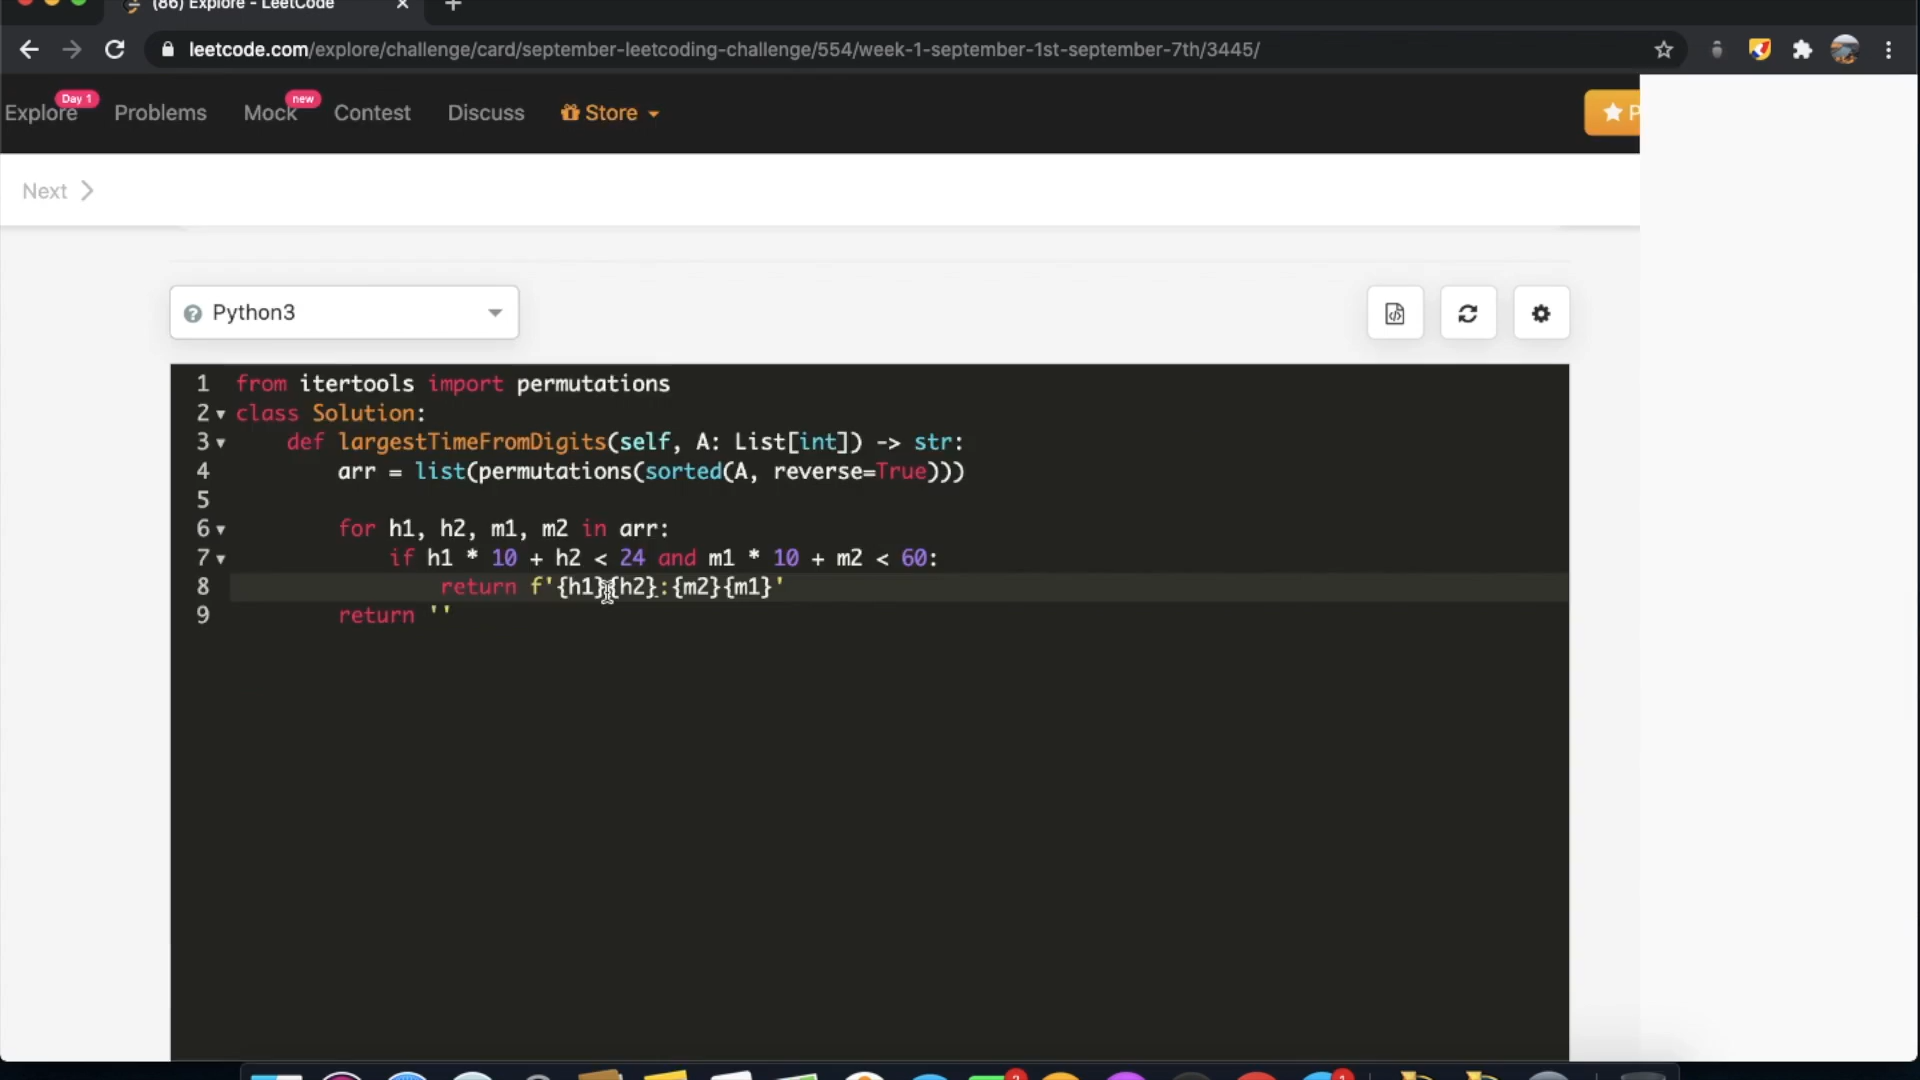 (86) Explore - LeetCode
leetcode.com/explore/challenge/card/september-leetcoding-challenge/554/week-1-september-1st-september-7th/3445/
Explore Day 1 Problems Mock new Contest Discuss Store P
Next
Python3
1 from itertools import permutations
2 class Solution:
3 def largestTimeFromDigits(self, A: List[int]) -> str:
4 arr = list(permutations(sorted(A, reverse=True)))
5
6 for h1, h2, m1, m2 in arr:
7 if h1 * 10 + h2 < 24 and m1 * 10 + m2 < 60:
8 return f'{h1}{h2}:{m2}{m1}'
9 return ''